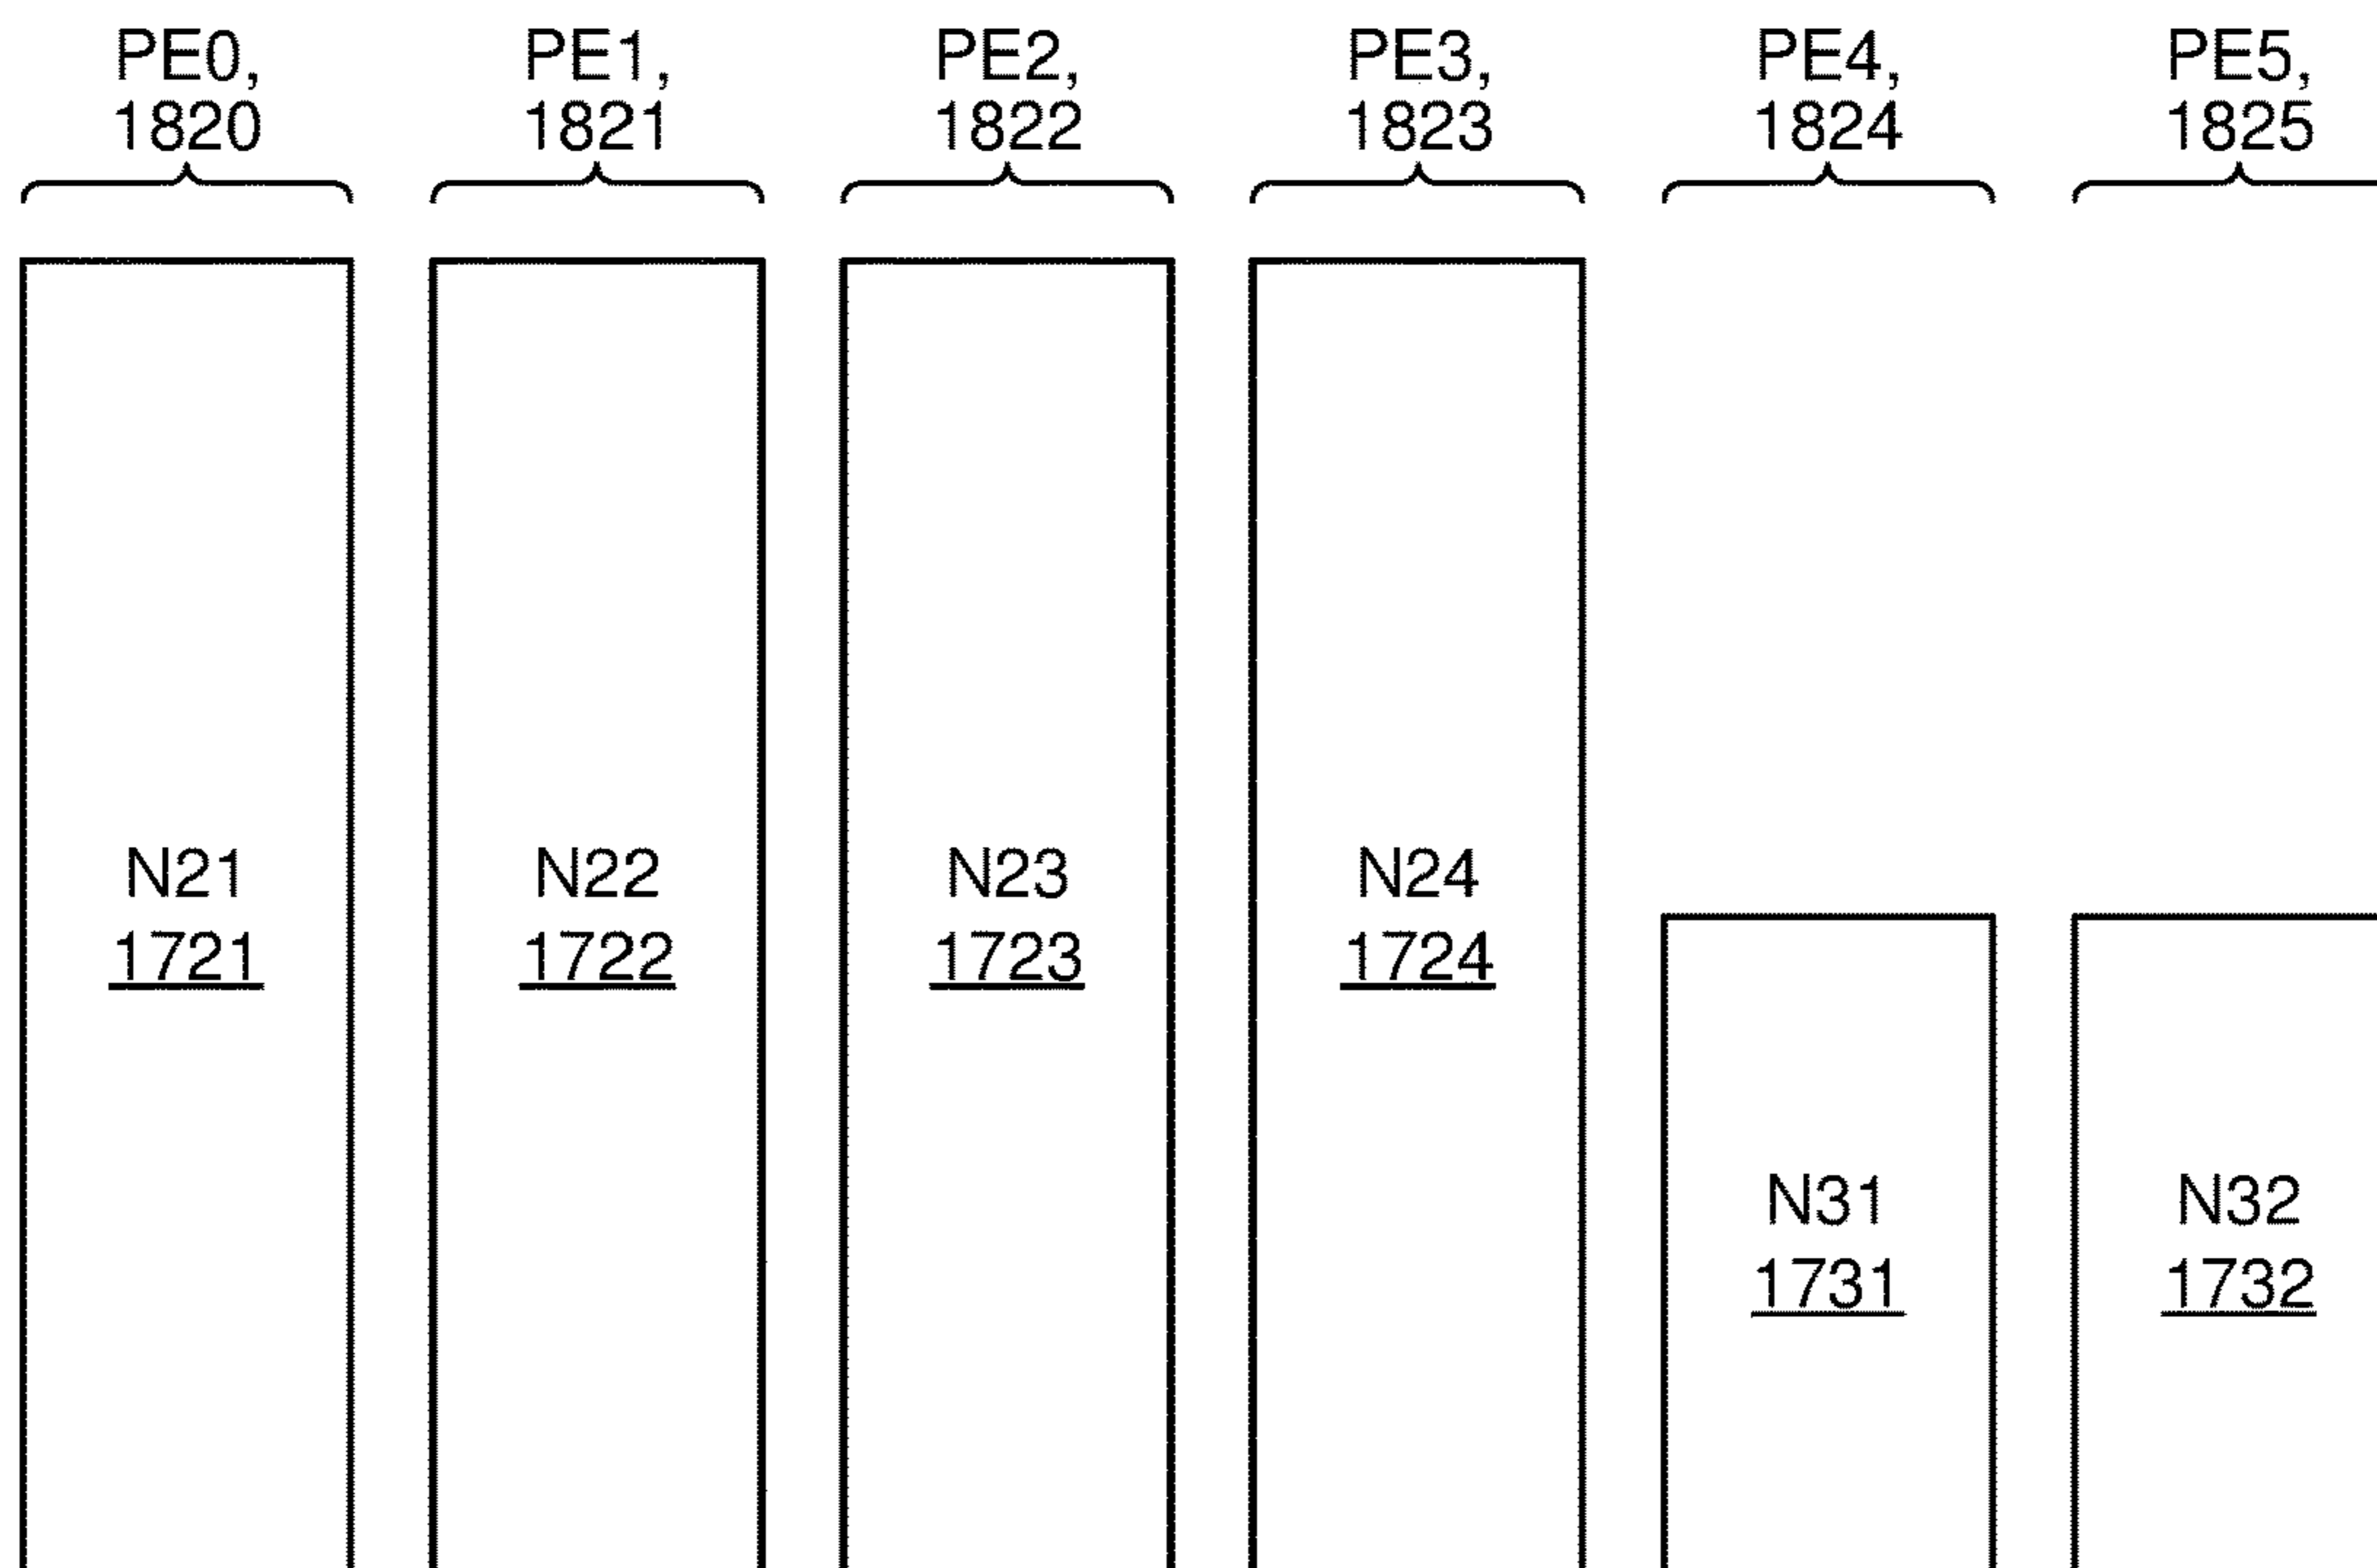 PE0,
1820
PE1,
1821
PE2,
1822
PE3,
1823
PE4,
1824
PE5,
1825
N21
1721
N22
1722
N23
1723
N24
1724
N31
1731
N32
1732